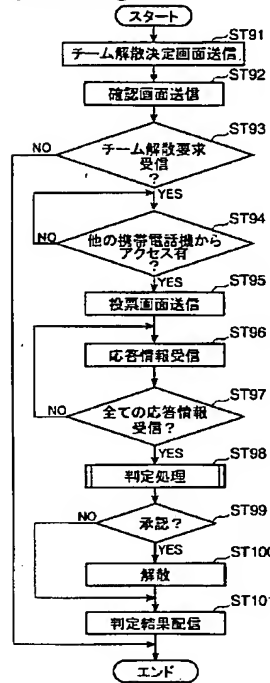 スタート
ST91
チーム解散決定画面送信
ST92
確認画面送信
ST93
NO
チーム解散要求
受信
?
YES
ST94
NO
他の携帯電話機から
アクセス有
?
YES
ST95
投票画面送信
ST96
応答情報受信
ST97
NO
全ての応答情報
受信?
YES
ST98
判定処理
ST99
NO
承認?
YES
ST100
解散
ST101
判定結果配信
エンド